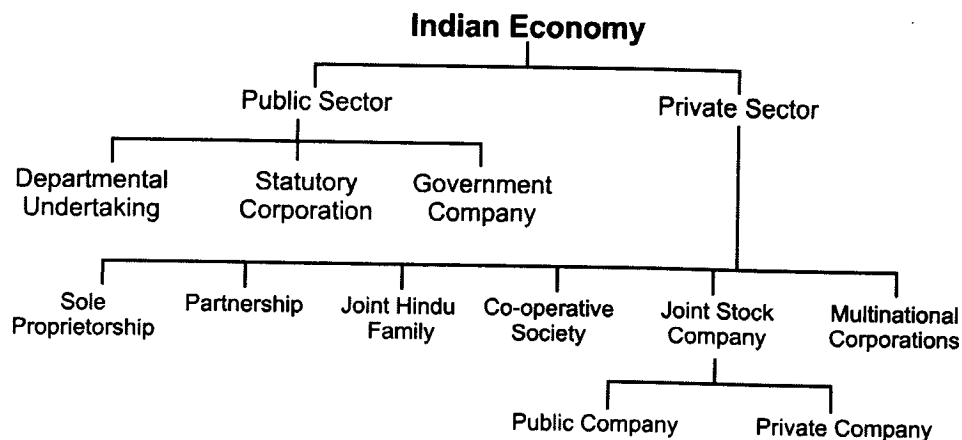 Indian Economy
Public Sector
Private Sector
Departmental
Undertaking
Statutory
Corporation
Government
Company
Sole
Proprietorship
Partnership
Joint Hindu
Family
Co-operative
Society
Joint Stock
Company
Multinational
Corporations
Public Company
Private Company